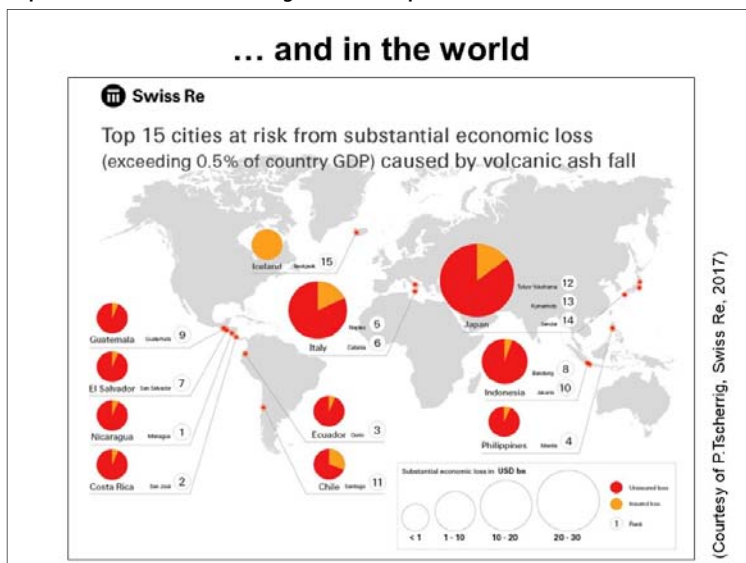 … and in the world
Swiss Re
Top 15 cities at risk from substantial economic loss
(exceeding 0.5% of country GDP) caused by volcanic ash fall
Iceland Reykjavik 15
Guatemala Guatemala 9
El Salvador San Salvador 7
Nicaragua Managua 1
Costa Rica San José 2
Ecuador Quito 3
Chile Santiago 11
Italy
Naples 5
Catania 6
Japan
Tokyo-Yokohama 12
Kumamoto 13
Sendai 14
Indonesia
Bandung 8
Jakarta 10
Philippines Manila 4
Substantial economic loss in USD bn
< 1 1 - 10 10 - 20 20 - 30
Uninsured loss
Insured loss
1 Rank
(Courtesy of P.Tscherrig, Swiss Re, 2017)